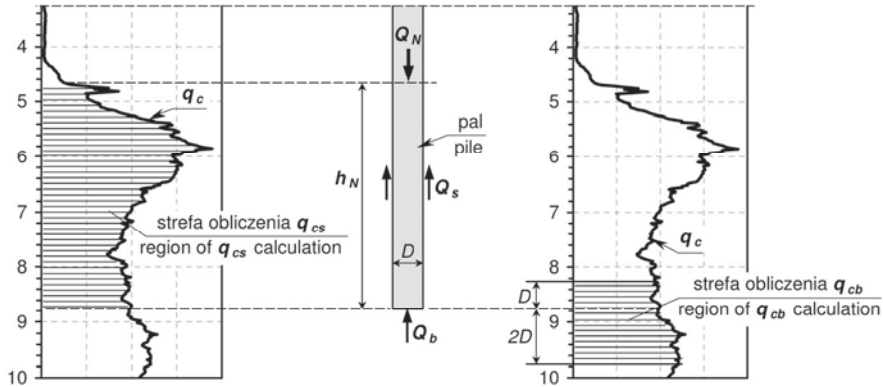 4
5
6
7
8
9
10
q_c
strefa obliczenia q_cs
region of q_cs calculation
Q_N
h_N
pal
pile
Q_s
D
Q_b
4
5
6
7
8
9
10
q_c
D
2D
strefa obliczenia q_cb
region of q_cb calculation